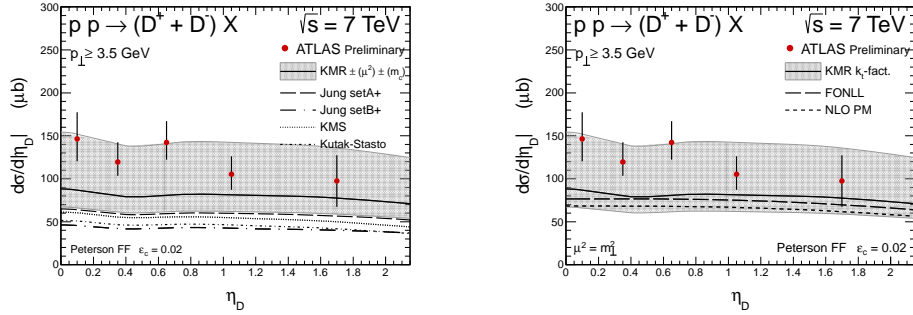 p p → (D⁺ + D⁻) X √s = 7 TeV
p⊥ ≥ 3.5 GeV
ATLAS Preliminary
KMR ± (μ²) ± (m_c)
Jung setA+
Jung setB+
KMS
Kutak-Stasto
Peterson FF ε_c = 0.02
dσ/d|η_D| (μb)
300
250
200
150
100
50
0
0 0.2 0.4 0.6 0.8 1 1.2 1.4 1.6 1.8 2
η_D
p p → (D⁺ + D⁻) X √s = 7 TeV
p⊥ ≥ 3.5 GeV
ATLAS Preliminary
KMR k_t-fact.
FONLL
NLO PM
μ² = m⊥²
Peterson FF ε_c = 0.02
dσ/d|η_D| (μb)
300
250
200
150
100
50
0
0 0.2 0.4 0.6 0.8 1 1.2 1.4 1.6 1.8 2
η_D